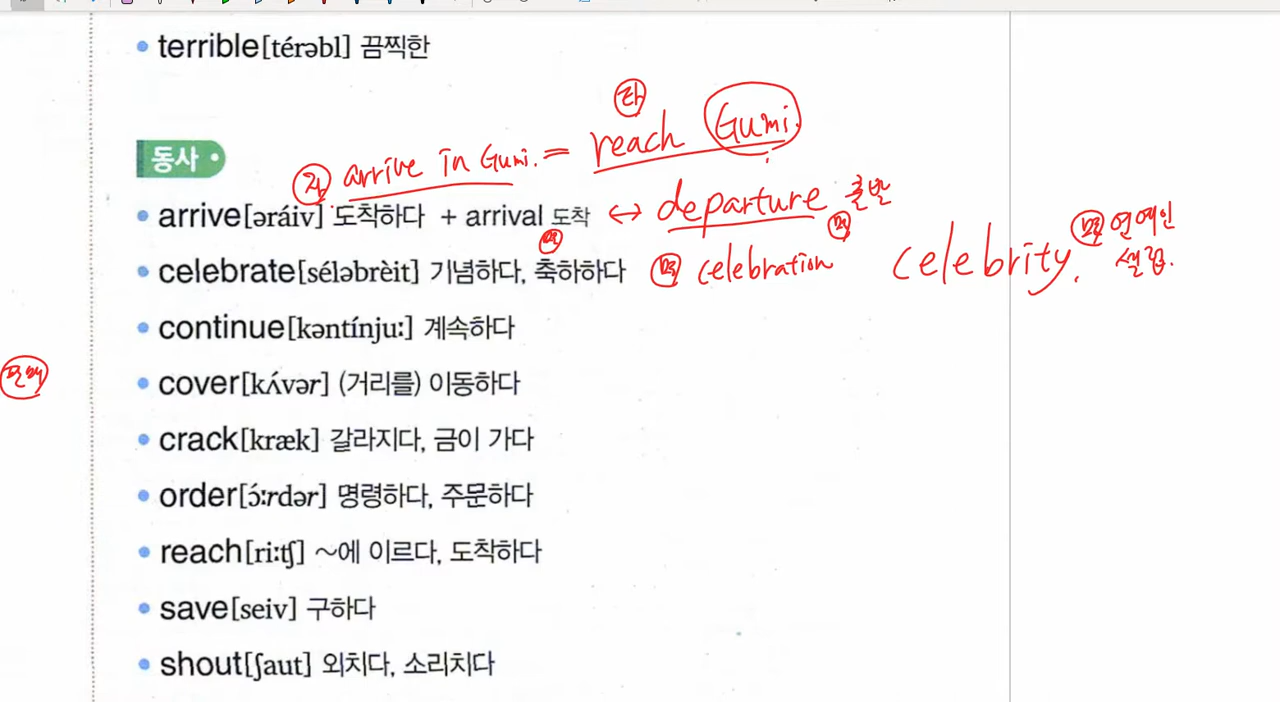 • terrible[térəbl] 끔찍한
타
동사
자 arrive in Gumi. = reach Gumi.
• arrive[əráiv] 도착하다 + arrival 도착 ↔ departure 출발
명
• celebrate[séləbrèit] 기념하다, 축하하다 명 celebration celebrity. 명 연예인 셀럽.
• continue[kəntínju:] 계속하다
• cover[kʌ́vər] (거리를) 이동하다
• crack[kræk] 갈라지다, 금이 가다
• order[ɔ́:rdər] 명령하다, 주문하다
• reach[ri:tʃ] ~에 이르다, 도착하다
• save[seiv] 구하다
• shout[ʃaut] 외치다, 소리치다